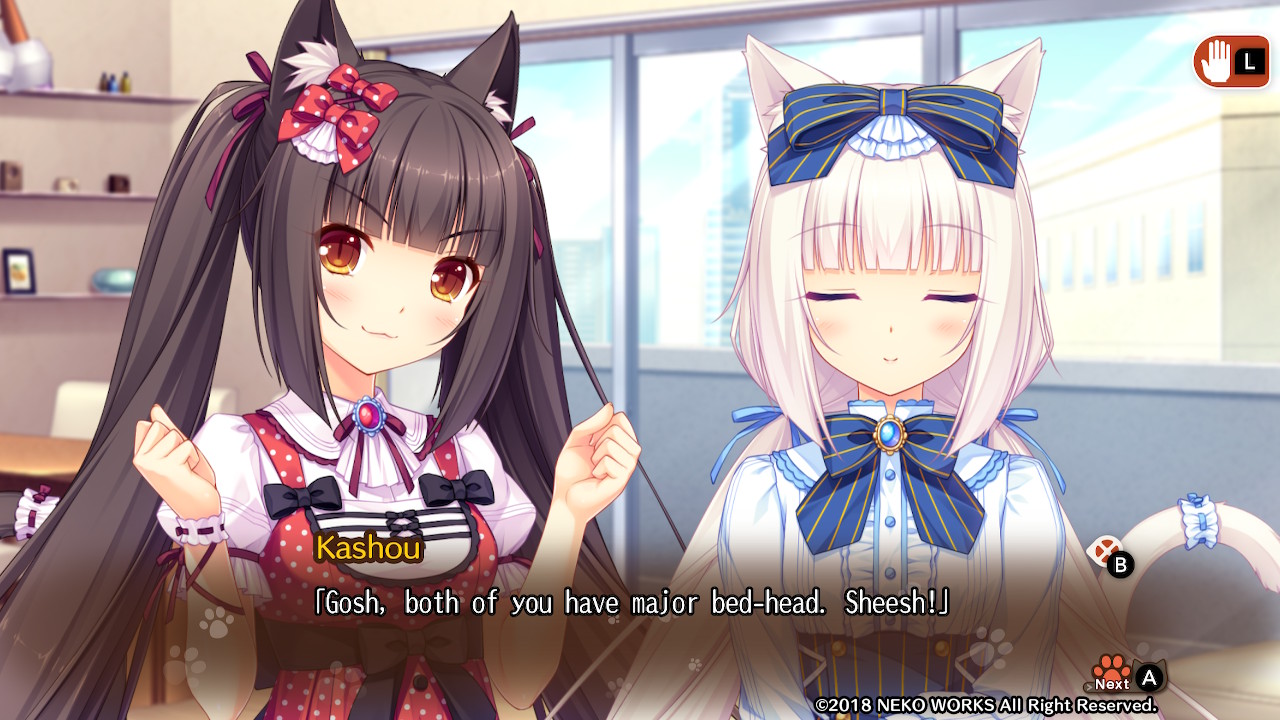 L
Kashou
「Gosh, both of you have major bed-head. Sheesh!」
B
Next A
©2018 NEKO WORKS All Right Reserved.